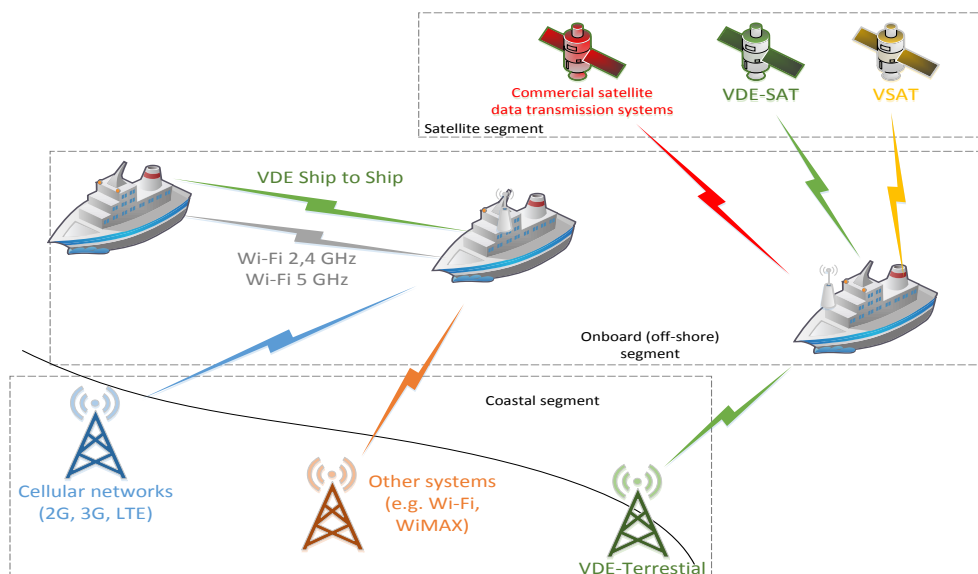 Commercial satellite
data transmission systems
VDE-SAT
VSAT
Satellite segment
VDE Ship to Ship
Wi-Fi 2,4 GHz
Wi-Fi 5 GHz
Onboard (off-shore)
segment
Coastal segment
Cellular networks
(2G, 3G, LTE)
Other systems
(e.g. Wi-Fi,
WiMAX)
VDE-Terrestial